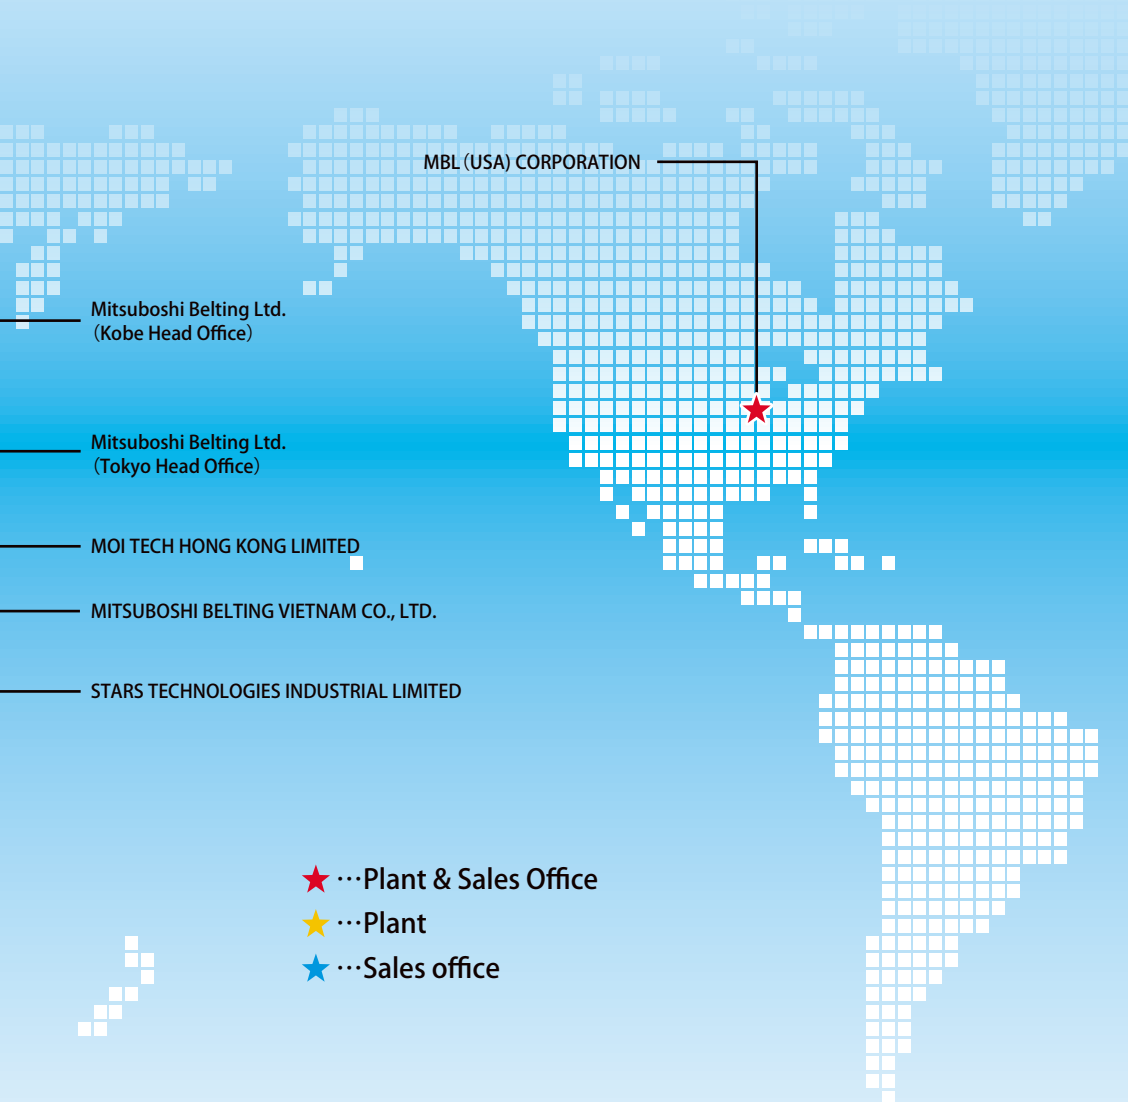 MBL（USA）CORPORATION
Mitsuboshi Belting Ltd.
（Kobe Head Office）
Mitsuboshi Belting Ltd.
（Tokyo Head Office）
MOI TECH HONG KONG LIMITED
MITSUBOSHI BELTING VIETNAM CO., LTD.
STARS TECHNOLOGIES INDUSTRIAL LIMITED
★…Plant & Sales Office
★…Plant
★…Sales office